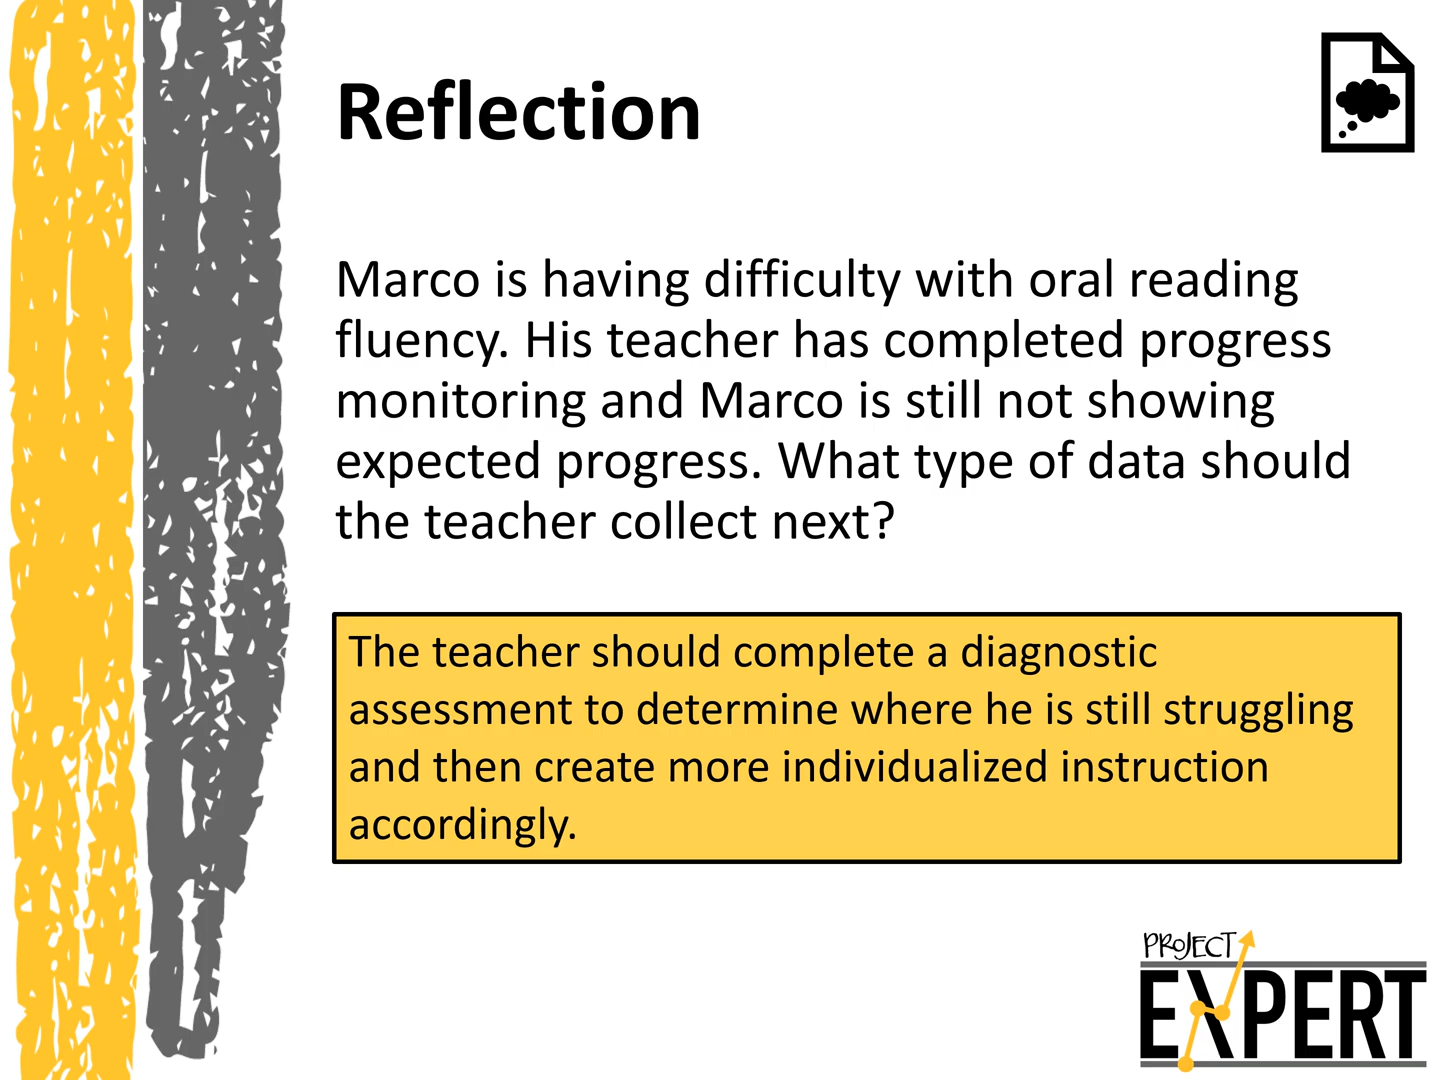 Reflection
Marco is having difficulty with oral reading
fluency. His teacher has completed progress
monitoring and Marco is still not showing
expected progress. What type of data should
the teacher collect next?
The teacher should complete a diagnostic
assessment to determine where he is still struggling
and then create more individualized instruction
accordingly.
PROJECT
EXPERT